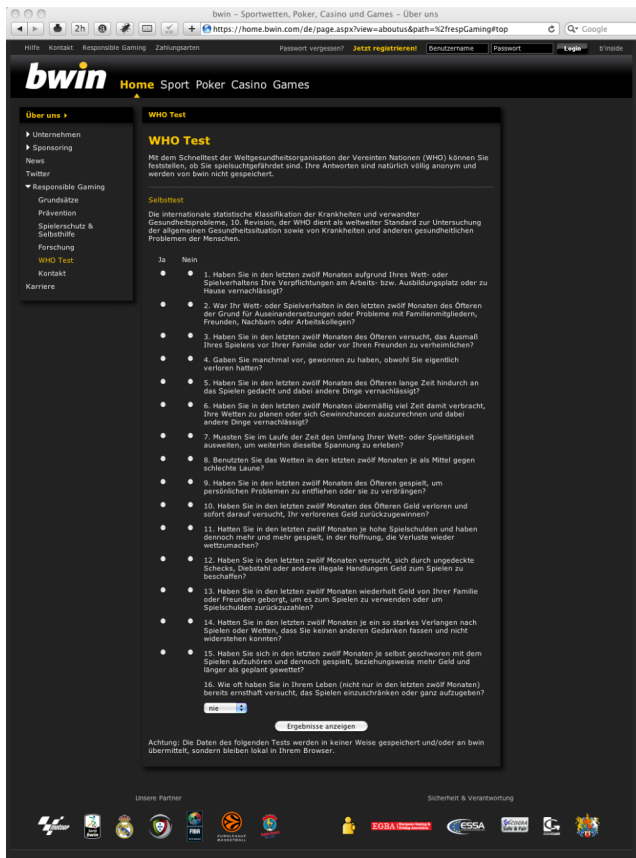 bwin – Sportwetten, Poker, Casino und Games – Über uns
2h
https://home.bwin.com/de/page.aspx?view=aboutus&path=%2frespGaming#top
Google
Hilfe Kontakt Responsible Gaming Zahlungsarten Passwort vergessen? Jetzt registrieren! Benutzername Passwort Login b'inside
bwin Home Sport Poker Casino Games
Über uns
Unternehmen
Sponsoring
News
Twitter
Responsible Gaming
Grundsätze
Prävention
Spielerschutz &
Selbsthilfe
Forschung
WHO Test
Kontakt
Karriere
WHO Test
WHO Test
Mit dem Schnelltest der Weltgesundheitsorganisation der Vereinten Nationen (WHO) können Sie
feststellen, ob Sie spielsuchtgefährdet sind. Ihre Antworten sind natürlich völlig anonym und
werden von bwin nicht gespeichert.
Selbsttest
Die internationale statistische Klassifikation der Krankheiten und verwandter
Gesundheitsprobleme, 10. Revision, der WHO dient als weltweiter Standard zur Untersuchung
der allgemeinen Gesundheitssituation sowie von Krankheiten und anderen gesundheitlichen
Problemen der Menschen.
Ja Nein
1. Haben Sie in den letzten zwölf Monaten aufgrund Ihres Wett- oder
Spielverhaltens Ihre Verpflichtungen am Arbeits- bzw. Ausbildungsplatz oder zu
Hause vernachlässigt?
2. War Ihr Wett- oder Spielverhalten in den letzten zwölf Monaten des Öfteren
der Grund für Auseinandersetzungen oder Probleme mit Familienmitgliedern,
Freunden, Nachbarn oder Arbeitskollegen?
3. Haben Sie in den letzten zwölf Monaten des Öfteren versucht, das Ausmaß
Ihres Spielens vor Ihrer Familie oder vor Ihren Freunden zu verheimlichen?
4. Gaben Sie manchmal vor, gewonnen zu haben, obwohl Sie eigentlich
verloren hatten?
5. Haben Sie in den letzten zwölf Monaten des Öfteren lange Zeit hindurch an
das Spielen gedacht und dabei andere Dinge vernachlässigt?
6. Haben Sie in den letzten zwölf Monaten übermäßig viel Zeit damit verbracht,
Ihre Wetten zu planen oder sich Gewinnchancen auszurechnen und dabei
andere Dinge vernachlässigt?
7. Mussten Sie im Laufe der Zeit den Umfang Ihrer Wett- oder Spieltätigkeit
ausweiten, um weiterhin dieselbe Spannung zu erleben?
8. Benutzten Sie das Wetten in den letzten zwölf Monaten je als Mittel gegen
schlechte Laune?
9. Haben Sie in den letzten zwölf Monaten des Öfteren gespielt, um
persönlichen Problemen zu entfliehen oder sie zu verdrängen?
10. Haben Sie in den letzten zwölf Monaten des Öfteren Geld verloren und
sofort darauf versucht, Ihr verlorenes Geld zurückzugewinnen?
11. Hatten Sie in den letzten zwölf Monaten je hohe Spielschulden und haben
dennoch mehr und mehr gespielt, in der Hoffnung, die Verluste wieder
wettzumachen?
12. Haben Sie in den letzten zwölf Monaten versucht, sich durch ungedeckte
Schecks, Diebstahl oder andere illegale Handlungen Geld zum Spielen zu
beschaffen?
13. Haben Sie in den letzten zwölf Monaten wiederholt Geld von Ihrer Familie
oder Freunden geborgt, um es zum Spielen zu verwenden oder um
Spielschulden zurückzuzahlen?
14. Hatten Sie in den letzten zwölf Monaten je ein so starkes Verlangen nach
Spielen oder Wetten, dass Sie keinen anderen Gedanken fassen und nicht
widerstehen konnten?
15. Haben Sie sich in den letzten zwölf Monaten je selbst geschworen mit dem
Spielen aufzuhören und dennoch gespielt, beziehungsweise mehr Geld und
länger als geplant gewettet?
16. Wie oft haben Sie in Ihrem Leben (nicht nur in den letzten zwölf Monaten)
bereits ernsthaft versucht, das Spielen einzuschränken oder ganz aufzugeben?
nie
Ergebnisse anzeigen
Achtung: Die Daten des folgenden Tests werden in keiner Weise gespeichert und/oder an bwin
übermittelt, sondern bleiben lokal in Ihrem Browser.
Unsere Partner Sicherheit & Verantwortung
FIBA EGBA ESSA eCOGRA Safe & Fair
EUROLEAGUE
BASKETBALL